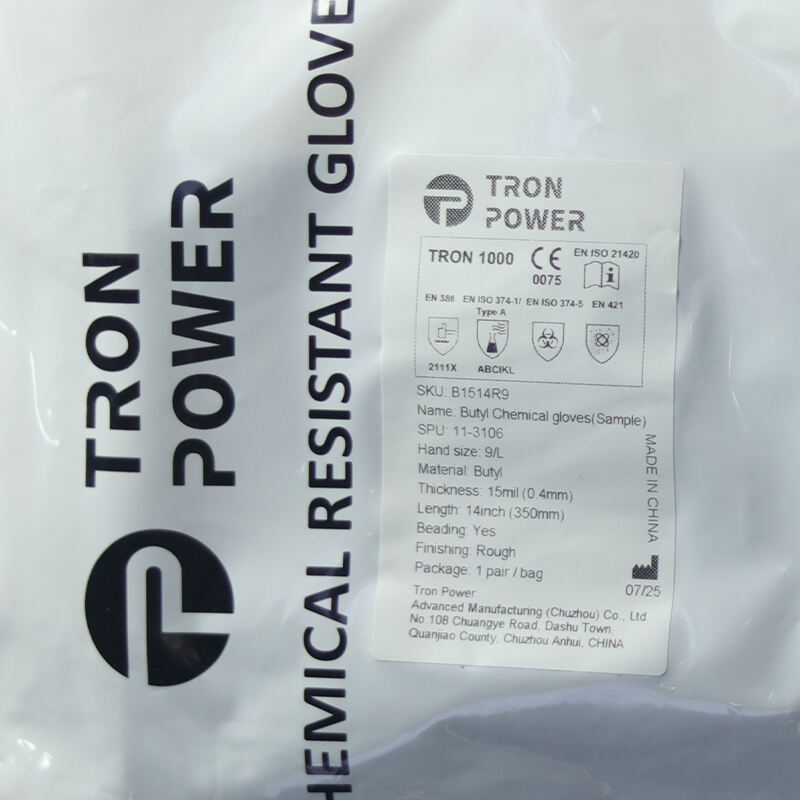 TRON
POWER
CHEMICAL RESISTANT GLOVE
TRON
POWER
TRON 1000
CE
0075
EN ISO 21420
EN 388 EN ISO 374-1/ EN ISO 374-5 EN 421
Type A
2111X ABCIKL
SKU: B1514R9
Name: Butyl Chemical gloves(Sample)
SPU: 11-3106
Hand size: 9/L
Material: Butyl
Thickness: 15mil (0.4mm)
Length: 14inch (350mm)
Beading: Yes
Finishing: Rough
Package: 1 pair / bag
MADE IN CHINA
07/25
Tron Power
Advanced Manufacturing (Chuzhou) Co., Ltd.
No.108 Chuangye Road, Dashu Town,
Quanjiao County, Chuzhou Anhui, CHINA